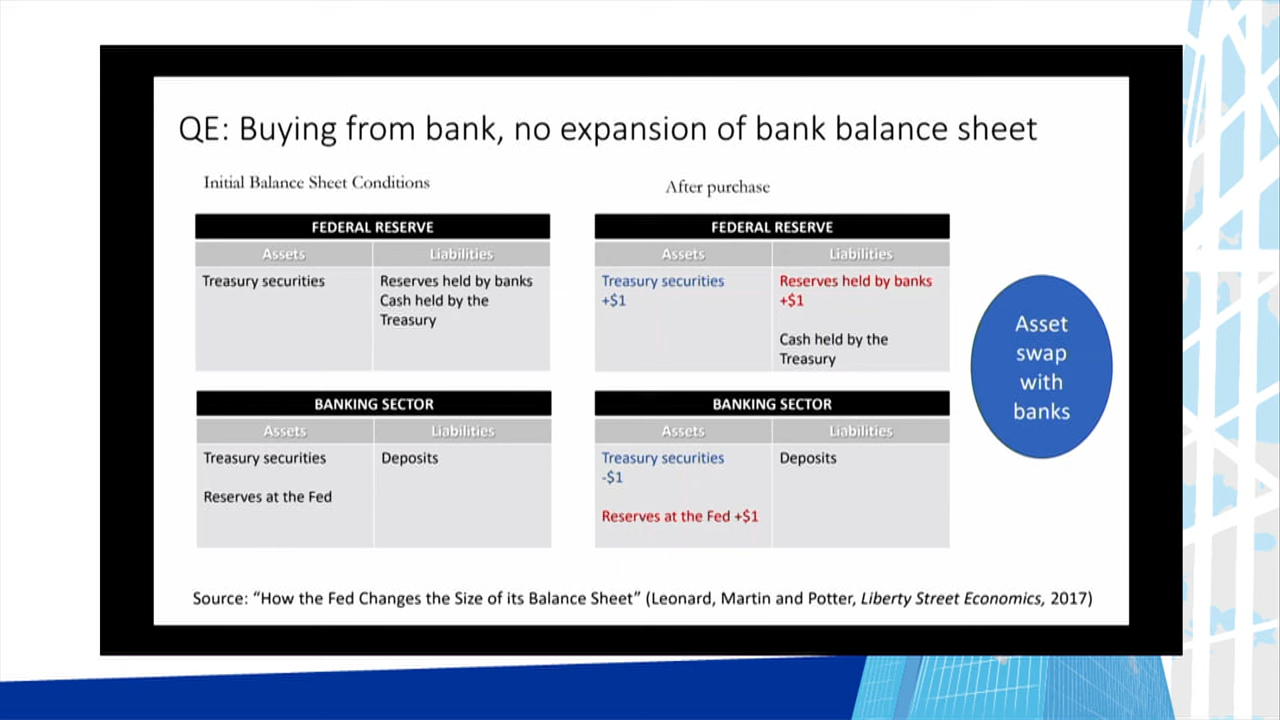 QE: Buying from bank, no expansion of bank balance sheet
Initial Balance Sheet Conditions
After purchase
FEDERAL RESERVE
Assets
Liabilities
Treasury securities
Reserves held by banks
Cash held by the
Treasury
BANKING SECTOR
Assets
Liabilities
Treasury securities
Reserves at the Fed
Deposits
FEDERAL RESERVE
Assets
Liabilities
Treasury securities
+$1
Reserves held by banks
+$1
Cash held by the
Treasury
BANKING SECTOR
Assets
Liabilities
Treasury securities
-$1
Reserves at the Fed +$1
Deposits
Asset
swap
with
banks
Source: “How the Fed Changes the Size of its Balance Sheet” (Leonard, Martin and Potter, Liberty Street Economics, 2017)